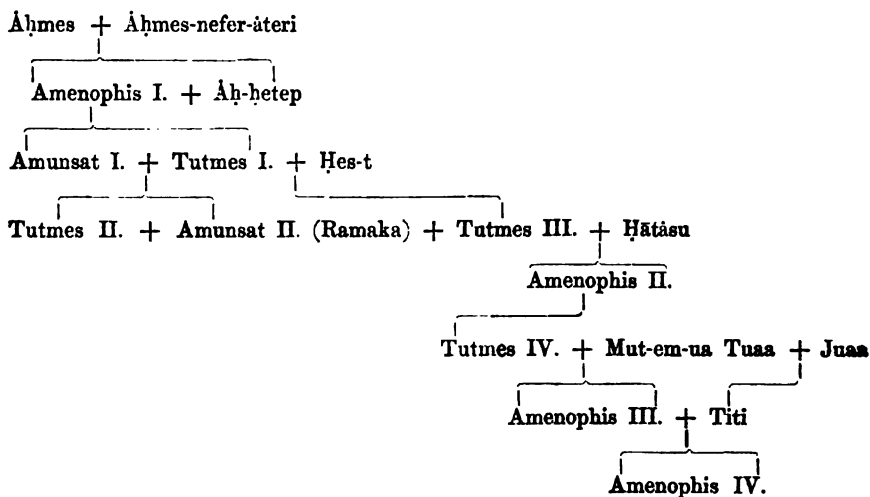 Åḥmes + Åḥmes-nefer-återi
Amenophis I. + Åḥ-ḥetep
Amunsat I. + Tutmes I. + Ḥes-t
Tutmes II. + Amunsat II. (Ramaka) + Tutmes III. + Ḥātåsu
Amenophis II.
Tutmes IV. + Mut-em-ua Tuaa + Juaa
Amenophis III. + Titi
Amenophis IV.